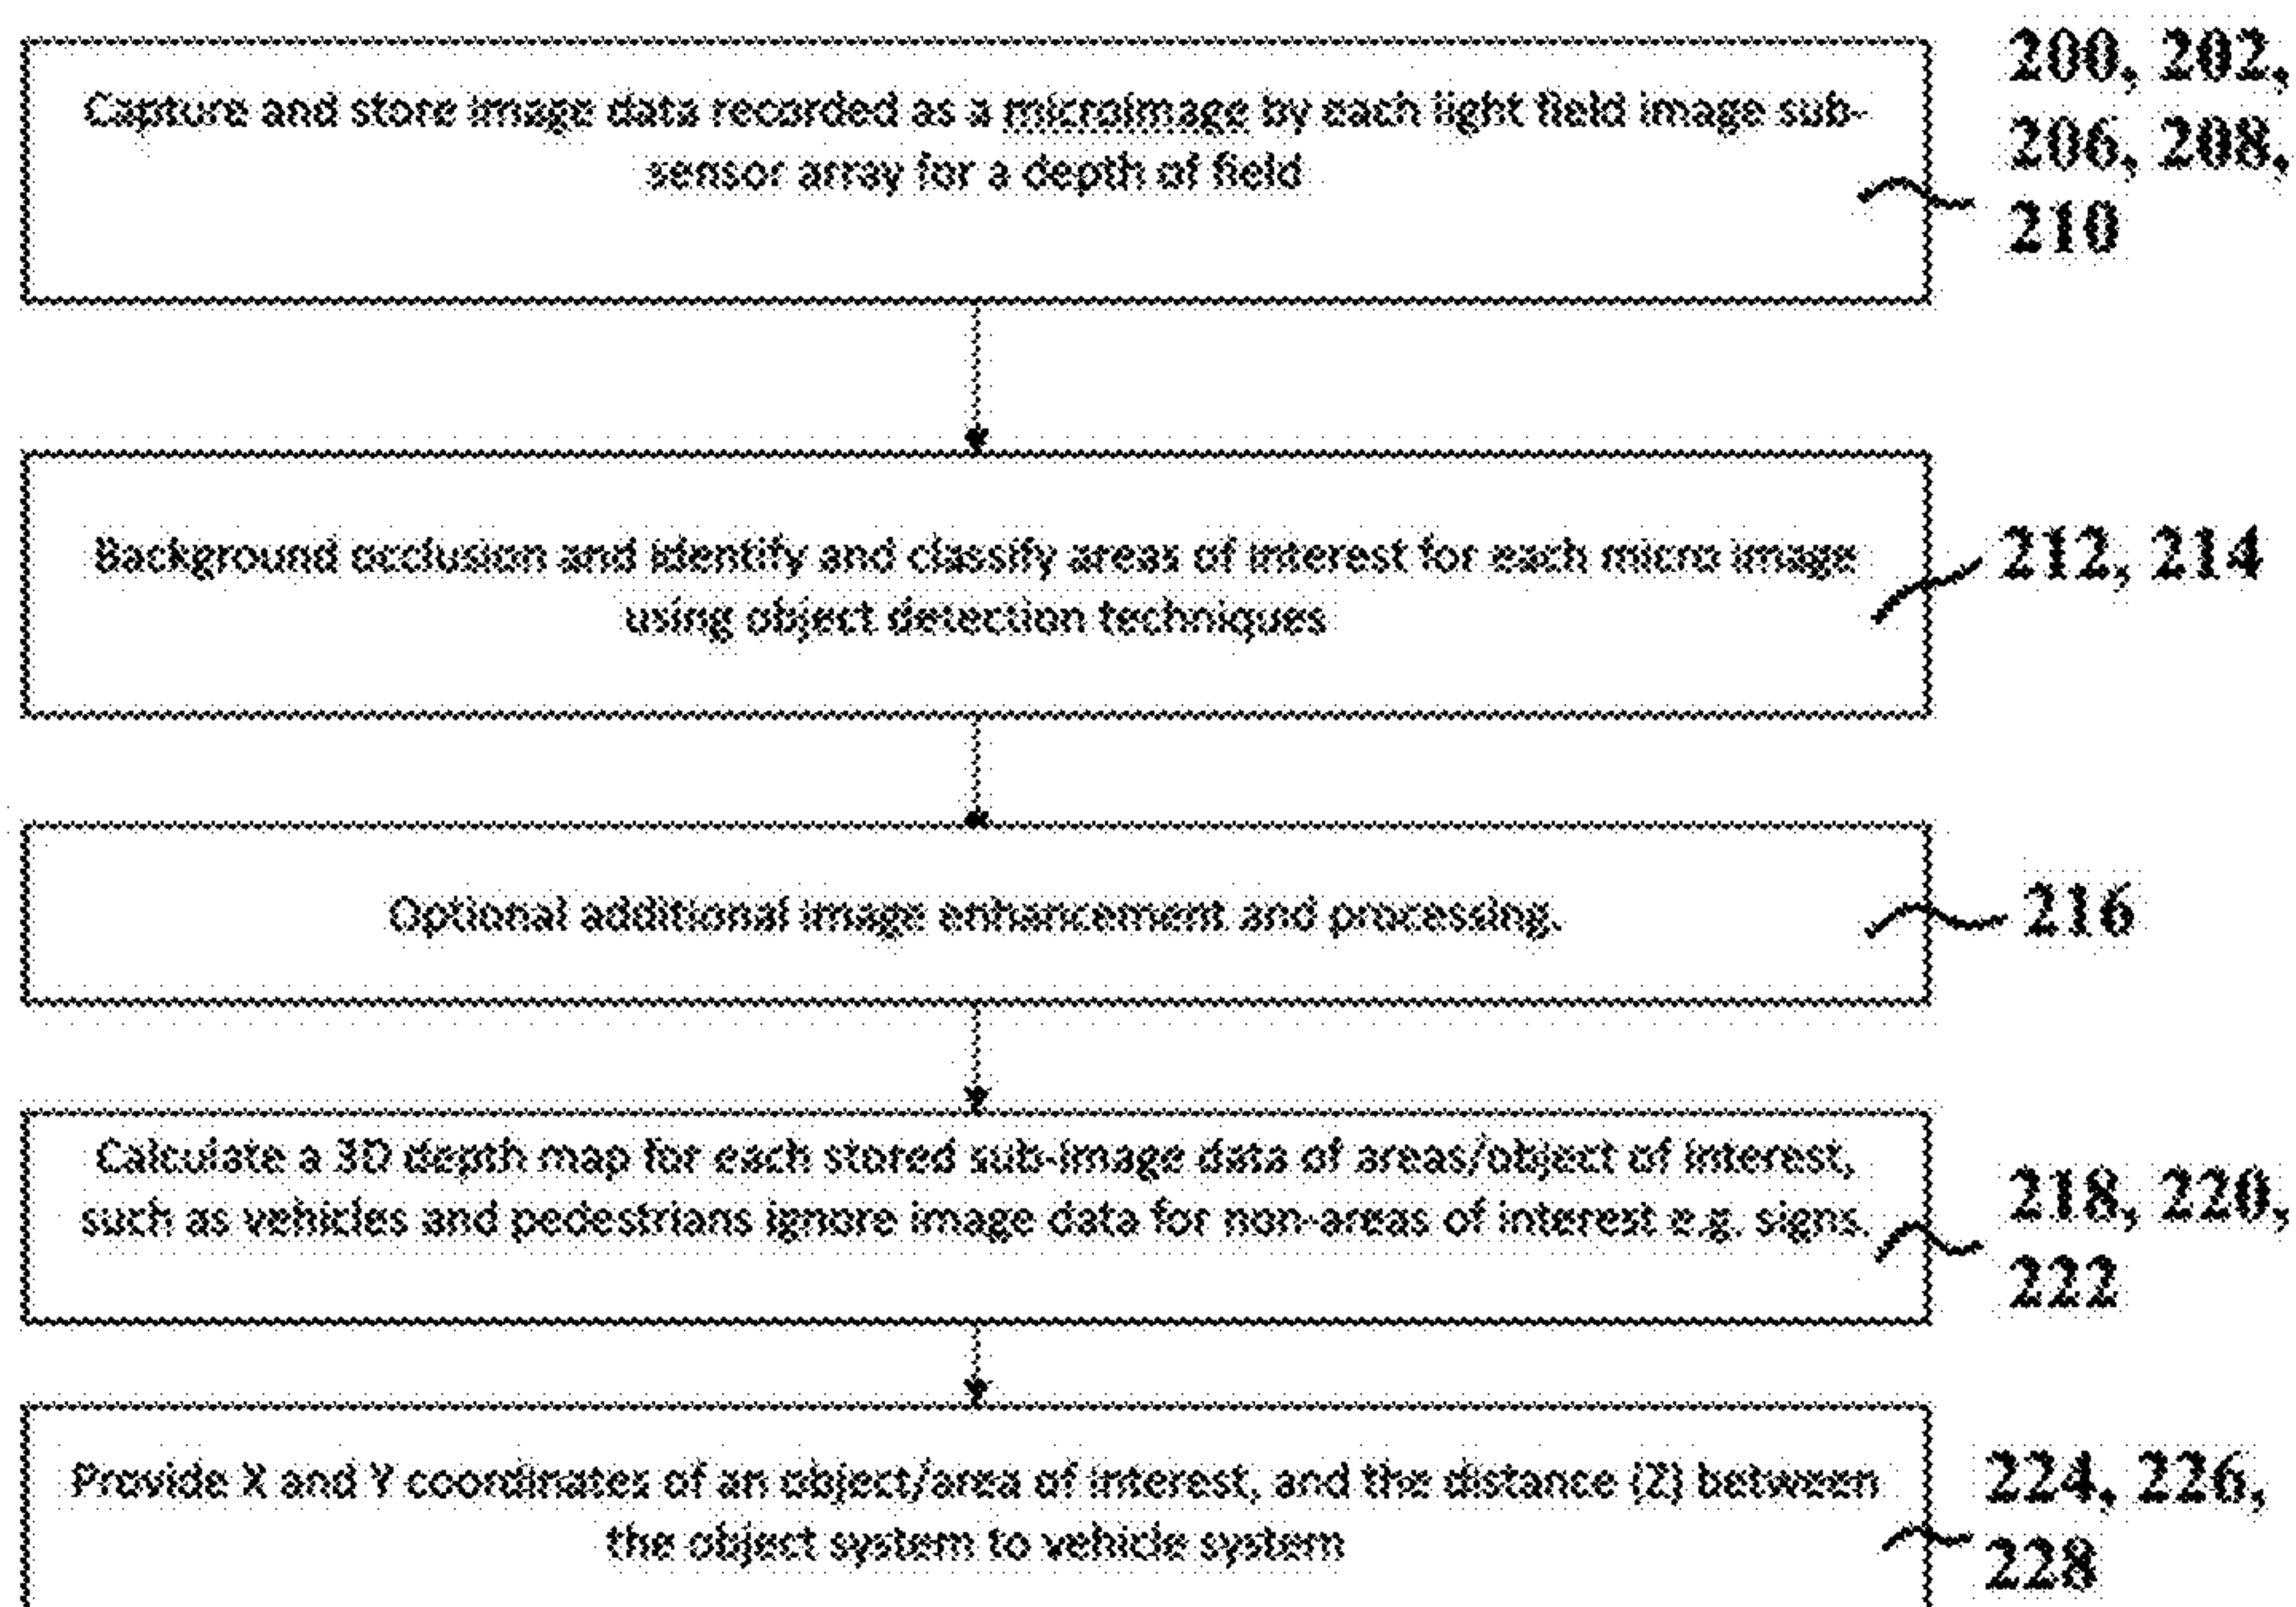 Capture and store image data recorded as a microimage by each light field image sub-
sensor array for a depth of field
200, 202,
206, 208,
210
Background occlusion and identify and classify areas of interest for each micro image
using object detection techniques
212, 214
Optional additional image enhancement and processing.
216
Calculate a 3D depth map for each stored sub-image data of areas/object of interest,
such as vehicles and pedestrians ignore image data for non-areas of interest e.g. signs.
218, 220,
222
Provide X and Y coordinates of an object/area of interest, and the distance (Z) between
the object system to vehicle system
224, 226,
228